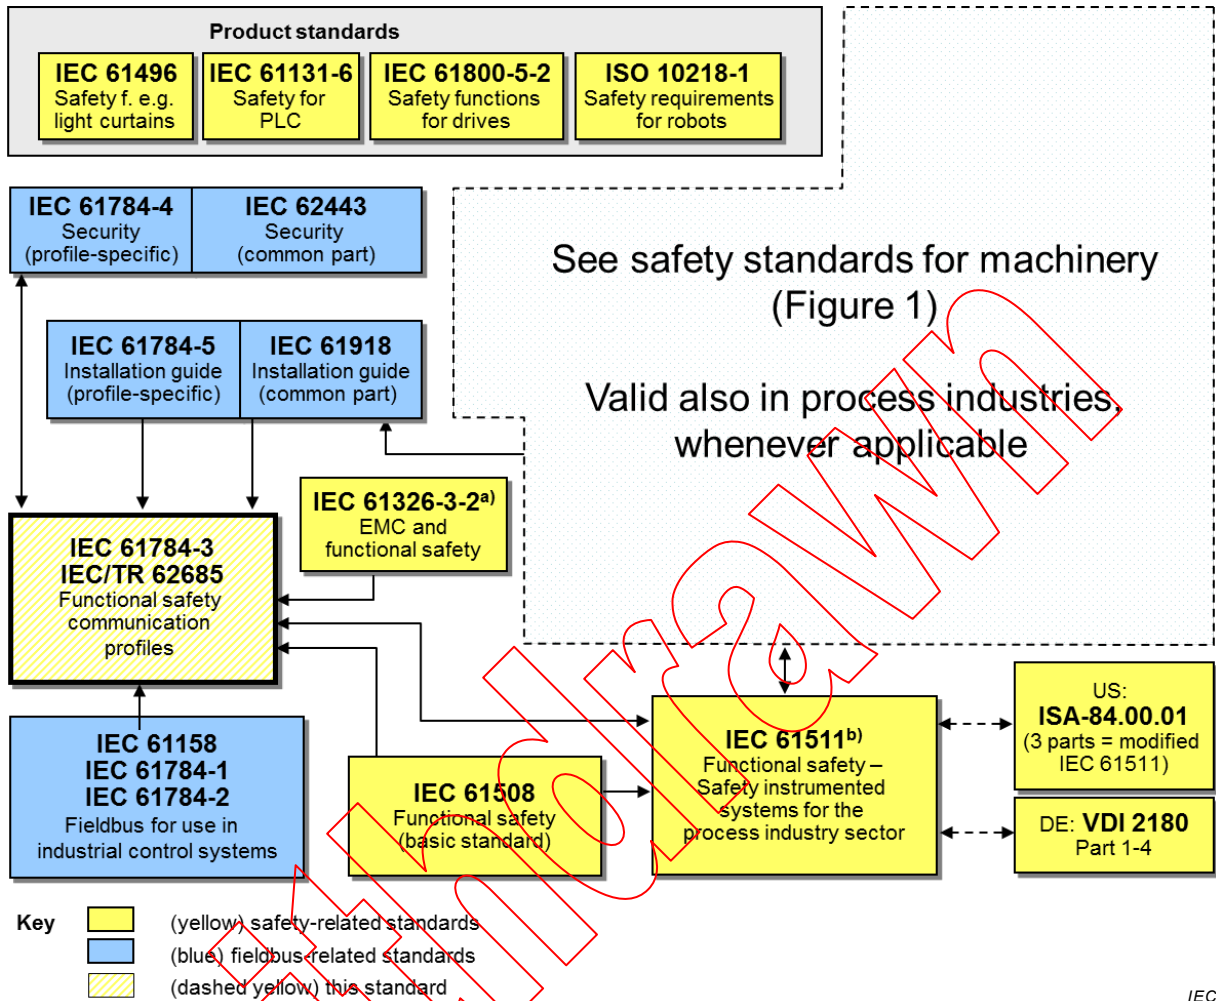 Product standards
IEC 61496
Safety f. e.g.
light curtains
IEC 61131-6
Safety for
PLC
IEC 61800-5-2
Safety functions
for drives
ISO 10218-1
Safety requirements
for robots
IEC 61784-4
Security
(profile-specific)
IEC 62443
Security
(common part)
See safety standards for machinery
(Figure 1)
Valid also in process industries,
whenever applicable
IEC 61784-5
Installation guide
(profile-specific)
IEC 61918
Installation guide
(common part)
IEC 61326-3-2a)
EMC and
functional safety
IEC 61784-3
IEC/TR 62685
Functional safety
communication
profiles
IEC 61158
IEC 61784-1
IEC 61784-2
Fieldbus for use in
industrial control systems
IEC 61508
Functional safety
(basic standard)
IEC 61511b)
Functional safety –
Safety instrumented
systems for the
process industry sector
US:
ISA-84.00.01
(3 parts = modified
IEC 61511)
DE: VDI 2180
Part 1-4
Key
(yellow) safety-related standards
(blue) fieldbus-related standards
(dashed yellow) this standard
IEC